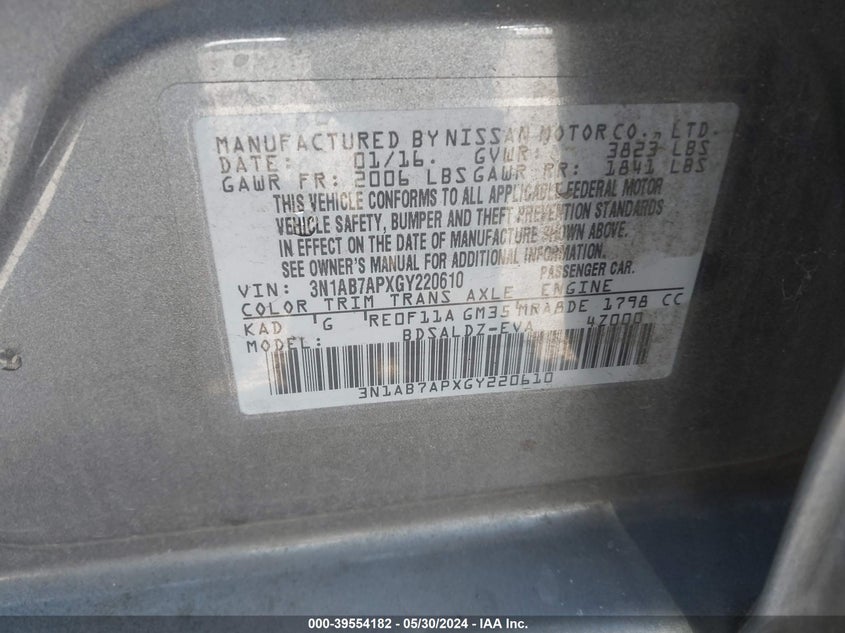 MANUFACTURED BY NISSAN MOTOR CO., LTD.
DATE: 01/16. GVWR: 3823 LBS
GAWR FR: 2006 LBS GAWR RR: 1841 LBS
THIS VEHICLE CONFORMS TO ALL APPLICABLE FEDERAL MOTOR
VEHICLE SAFETY, BUMPER AND THEFT PREVENTION STANDARDS
IN EFFECT ON THE DATE OF MANUFACTURE SHOWN ABOVE.
SEE OWNER'S MANUAL FOR ADDITIONAL INFORMATION.
VIN: 3N1AB7APXGY220610 PASSENGER CAR.
COLOR TRIM TRANS AXLE ENGINE
KAD G RE0F11A GM35 MRA8DE 1798 CC
MODEL: BDSALDZ-EVA 4Z000
3N1AB7APXGY220610
000-39554182 - 05/30/2024 - IAA Inc.